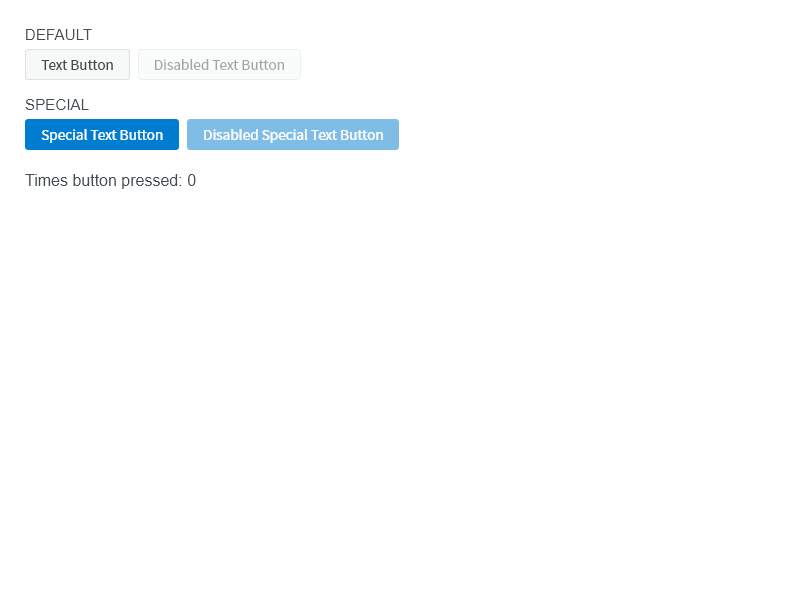 DEFAULT
Text Button Disabled Text Button
SPECIAL
Special Text Button Disabled Special Text Button
Times button pressed: 0